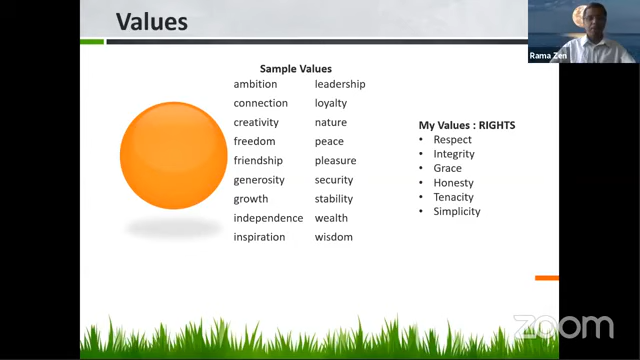 Values
Rama Zen
Sample Values
ambition leadership
connection loyalty
creativity nature
freedom peace
friendship pleasure
generosity security
growth stability
independence wealth
inspiration wisdom
My Values : RIGHTS
• Respect
• Integrity
• Grace
• Honesty
• Tenacity
• Simplicity
zoom